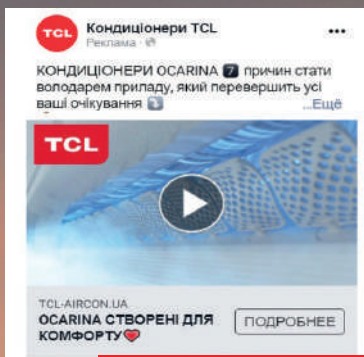 TCL
Кондиціонери TCL
Реклама ·
КОНДИЦІОНЕРИ OCARINA 7 причин стати
володарем приладу, який перевершить усі
ваші очікування ...Ещё
TCL
TCL-AIRCON.UA
OCARINA СТВОРЕНІ ДЛЯ
КОМФОРТУ❤
ПОДРОБНЕЕ